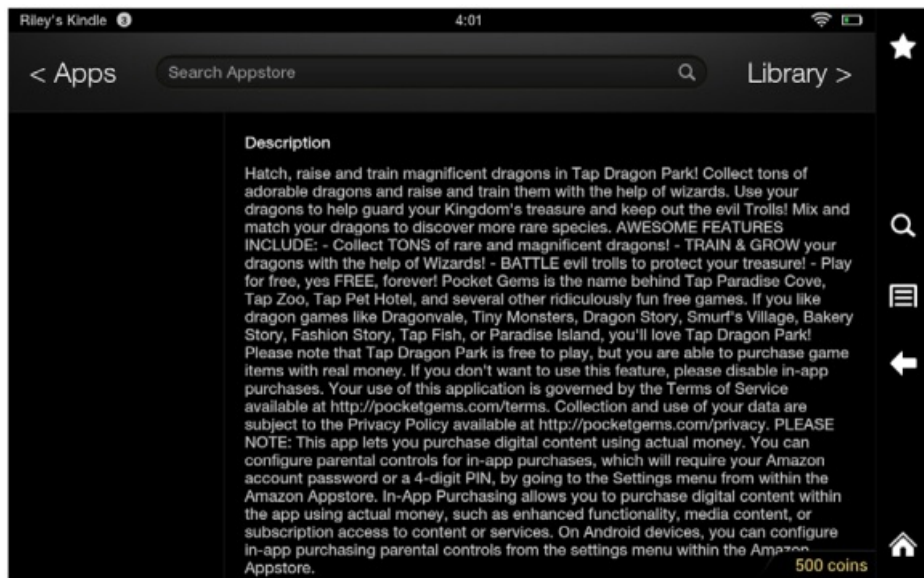 Riley's Kindle 3 4:01
< Apps Search Appstore Library >
Description
Hatch, raise and train magnificent dragons in Tap Dragon Park! Collect tons of
adorable dragons and raise and train them with the help of wizards. Use your
dragons to help guard your Kingdom's treasure and keep out the evil Trolls! Mix and
match your dragons to discover more rare species. AWESOME FEATURES
INCLUDE: - Collect TONS of rare and magnificent dragons! - TRAIN & GROW your
dragons with the help of Wizards! - BATTLE evil trolls to protect your treasure! - Play
for free, yes FREE, forever! Pocket Gems is the name behind Tap Paradise Cove,
Tap Zoo, Tap Pet Hotel, and several other ridiculously fun free games. If you like
dragon games like Dragonvale, Tiny Monsters, Dragon Story, Smurf's Village, Bakery
Story, Fashion Story, Tap Fish, or Paradise Island, you'll love Tap Dragon Park!
Please note that Tap Dragon Park is free to play, but you are able to purchase game
items with real money. If you don't want to use this feature, please disable in-app
purchases. Your use of this application is governed by the Terms of Service
available at http://pocketgems.com/terms. Collection and use of your data are
subject to the Privacy Policy available at http://pocketgems.com/privacy. PLEASE
NOTE: This app lets you purchase digital content using actual money. You can
configure parental controls for in-app purchases, which will require your Amazon
account password or a 4-digit PIN, by going to the Settings menu from within the
Amazon Appstore. In-App Purchasing allows you to purchase digital content within
the app using actual money, such as enhanced functionality, media content, or
subscription access to content or services. On Android devices, you can configure
in-app purchasing parental controls from the settings menu within the Amazon
Appstore.
500 coins